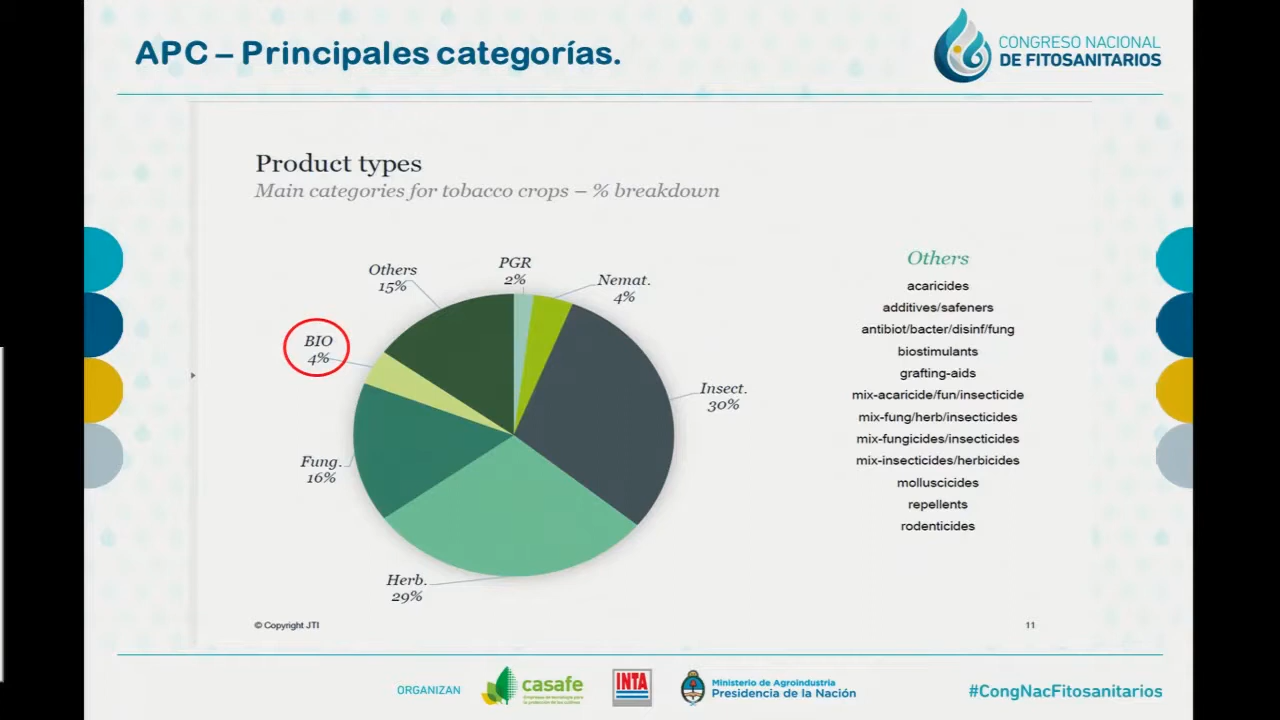 APC – Principales categorías.
CONGRESO NACIONAL
DE FITOSANITARIOS
Product types
Main categories for tobacco crops – % breakdown
PGR
2%
Nemat.
4%
Insect.
30%
Herb.
29%
Fung.
16%
BIO
4%
Others
15%
Others
acaricides
additives/safeners
antibiot/bacter/disinf/fung
biostimulants
grafting-aids
mix-acaricide/fun/insecticide
mix-fung/herb/insecticides
mix-fungicides/insecticides
mix-insecticides/herbicides
molluscicides
repellents
rodenticides
© Copyright JTI
11
ORGANIZAN
casafe
INTA
Ministerio de Agroindustria
Presidencia de la Nación
#CongNacFitosanitarios